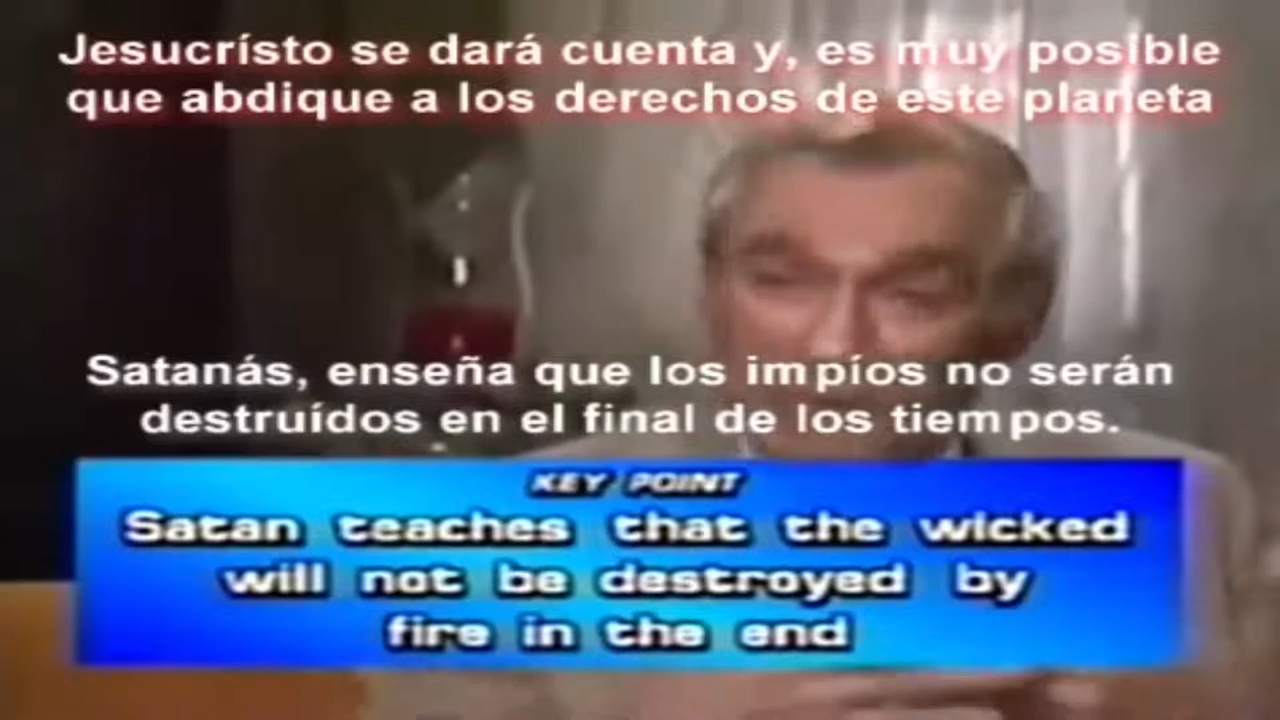 Jesucrísto se dará cuenta y, es muy posible
que abdique a los derechos de este planeta
Satanás, enseña que los impíos no serán
destruídos en el final de los tiempos.
KEY POINT
Satan teaches that the wicked
will not be destroyed by
fire in the end